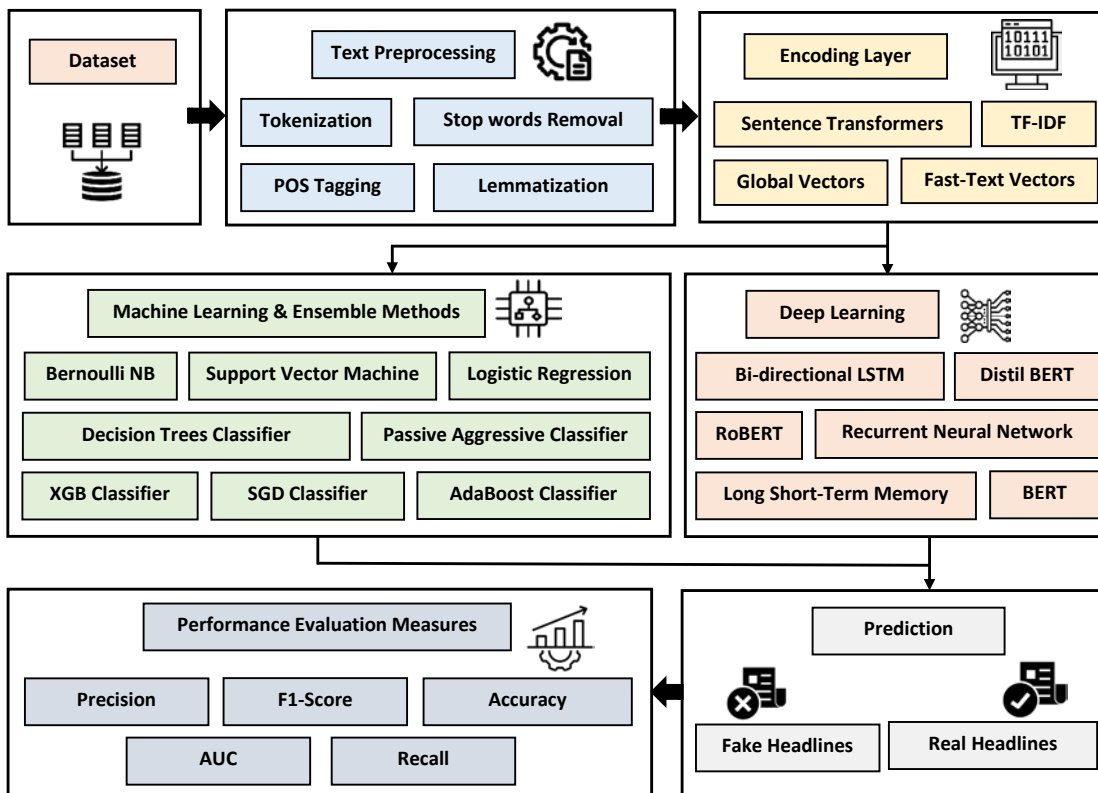 Dataset
Text Preprocessing
Tokenization
Stop words Removal
POS Tagging
Lemmatization
10111
10101
Encoding Layer
Sentence Transformers
TF-IDF
Global Vectors
Fast-Text Vectors
Machine Learning & Ensemble Methods
Bernoulli NB
Support Vector Machine
Logistic Regression
Decision Trees Classifier
Passive Aggressive Classifier
XGB Classifier
SGD Classifier
AdaBoost Classifier
Deep Learning
Bi-directional LSTM
Distil BERT
RoBERT
Recurrent Neural Network
Long Short-Term Memory
BERT
Performance Evaluation Measures
Precision
F1-Score
Accuracy
AUC
Recall
Prediction
Fake Headlines
Real Headlines